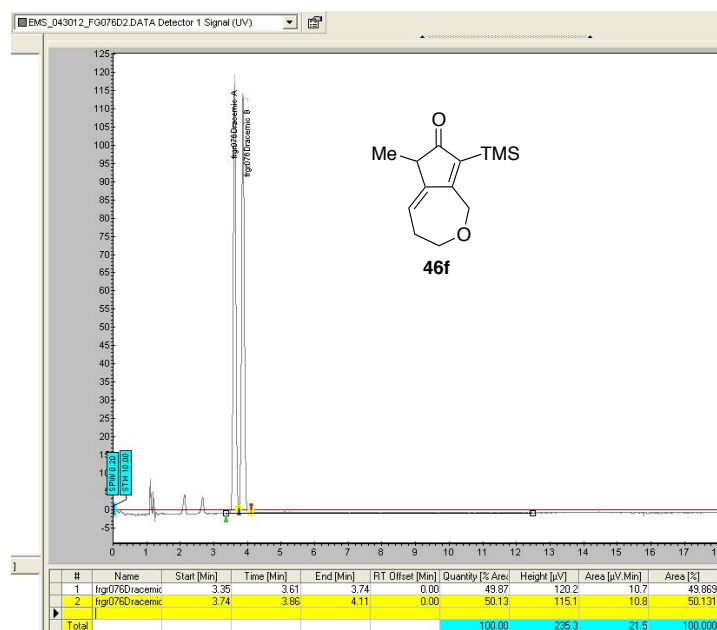 EMS_043012_FG076D2.DATA Detector 1 Signal (UV)
125
120
115
110
105
100
95
90
85
80
75
70
65
60
55
50
45
40
35
30
25
20
15
10
5
0
-5
frgr076Dracemic A
frgr076Dracemic B
SPW 0.20
STH 10.00
O
Me
TMS
O
46f
0 1 2 3 4 5 6 7 8 9 10 11 12 13 14 15 16 17
# Name Start [Min] Time [Min] End [Min] RT Offset [Min] Quantity [% Area] Height [µV] Area [µV.Min] Area [%]
1 frgr076Dracemic 3.35 3.61 3.74 0.00 49.87 120.2 10.7 49.869
2 frgr076Dracemic 3.74 3.86 4.11 0.00 50.13 115.1 10.8 50.131
Total 100.00 235.3 21.5 100.000